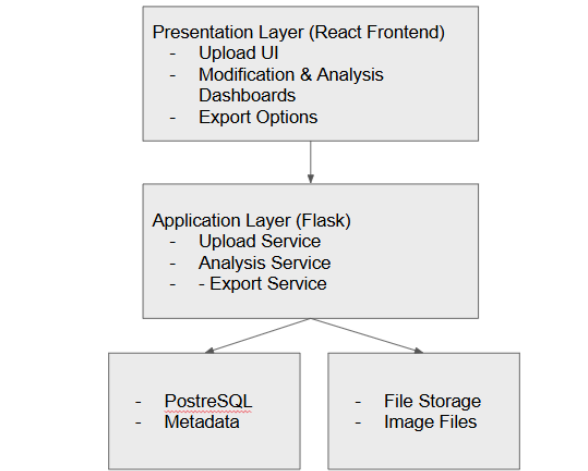 Presentation Layer (React Frontend)
- Upload UI
- Modification & Analysis
Dashboards
- Export Options
Application Layer (Flask)
- Upload Service
- Analysis Service
- - Export Service
- PostreSQL
- Metadata
- File Storage
- Image Files